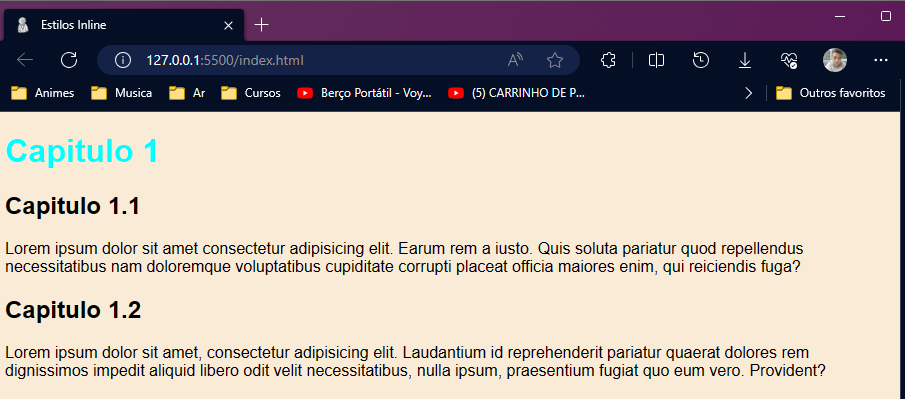 Estilos Inline
127.0.0.1:5500/index.html
Animes Musica Ar Cursos Berço Portátil - Voy... (5) CARRINHO DE P... Outros favoritos
Capitulo 1
Capitulo 1.1
Lorem ipsum dolor sit amet consectetur adipisicing elit. Earum rem a iusto. Quis soluta pariatur quod repellendus
necessitatibus nam doloremque voluptatibus cupiditate corrupti placeat officia maiores enim, qui reiciendis fuga?
Capitulo 1.2
Lorem ipsum dolor sit amet, consectetur adipisicing elit. Laudantium id reprehenderit pariatur quaerat dolores rem
dignissimos impedit aliquid libero odit velit necessitatibus, nulla ipsum, praesentium fugiat quo eum vero. Provident?